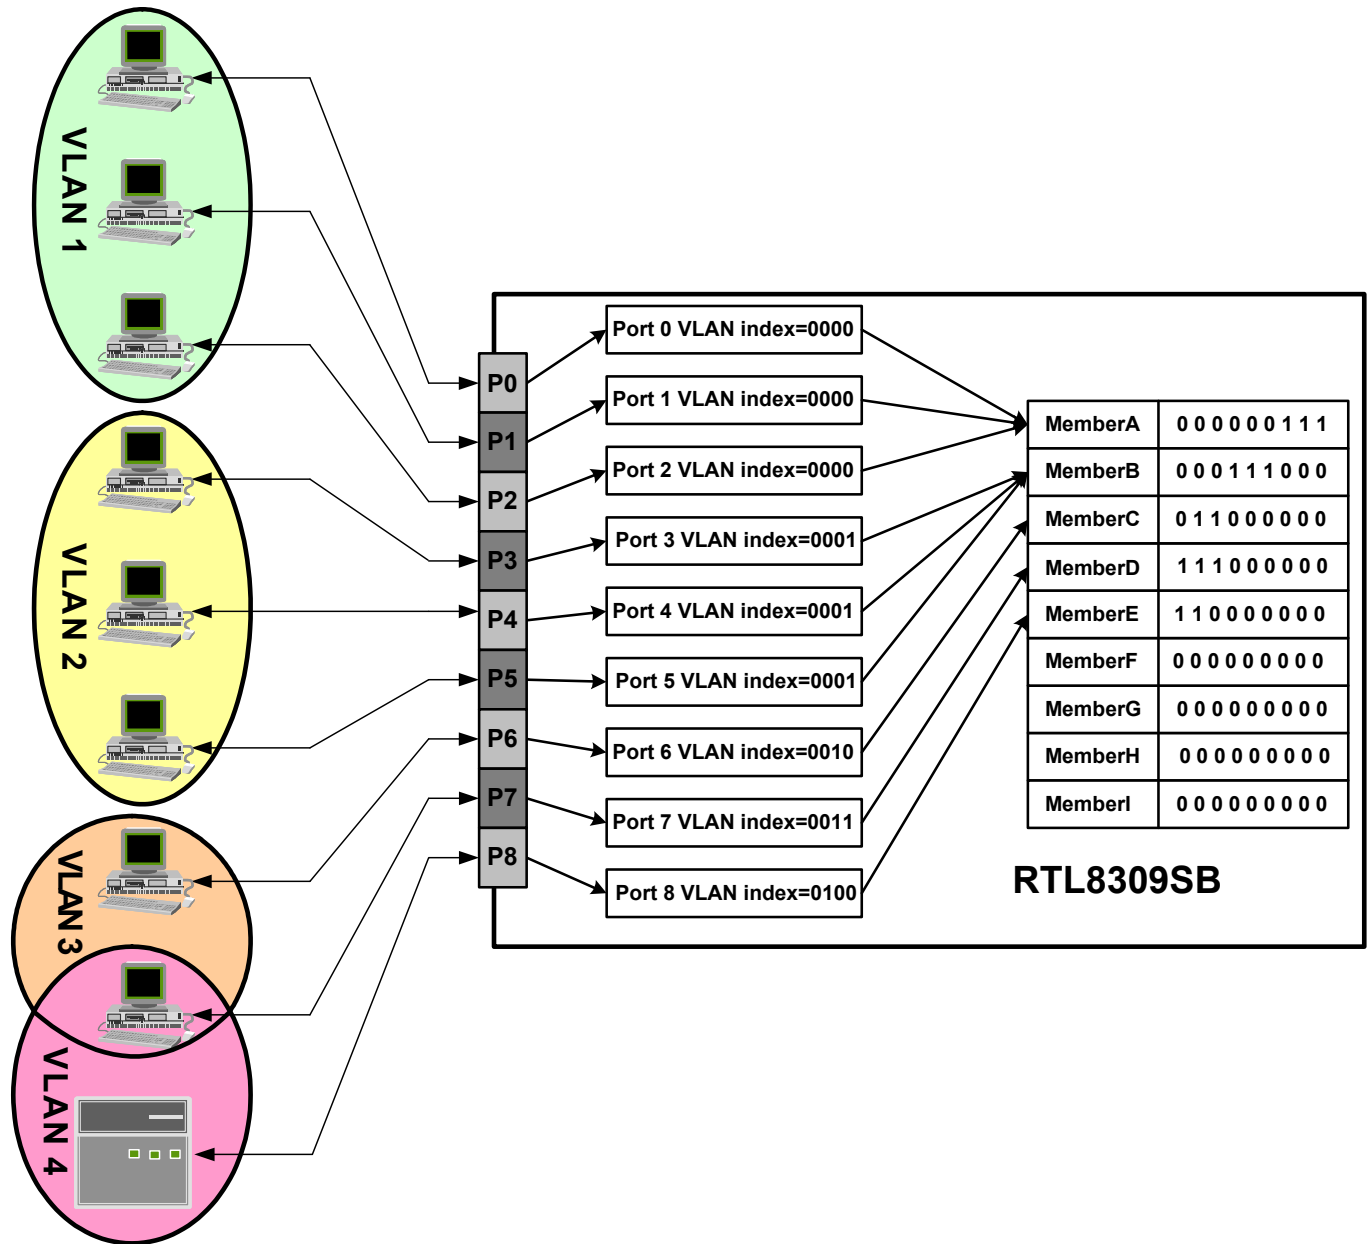 VLAN 1
VLAN 2
VLAN 3
VLAN 4
P0
P1
P2
P3
P4
P5
P6
P7
P8
Port 0 VLAN index=0000
Port 1 VLAN index=0000
Port 2 VLAN index=0000
Port 3 VLAN index=0001
Port 4 VLAN index=0001
Port 5 VLAN index=0001
Port 6 VLAN index=0010
Port 7 VLAN index=0011
Port 8 VLAN index=0100
MemberA 0 0 0 0 0 0 1 1 1
MemberB 0 0 0 1 1 1 0 0 0
MemberC 0 1 1 0 0 0 0 0 0
MemberD 1 1 1 0 0 0 0 0 0
MemberE 1 1 0 0 0 0 0 0 0
MemberF 0 0 0 0 0 0 0 0 0
MemberG 0 0 0 0 0 0 0 0 0
MemberH 0 0 0 0 0 0 0 0 0
MemberI 0 0 0 0 0 0 0 0 0
RTL8309SB